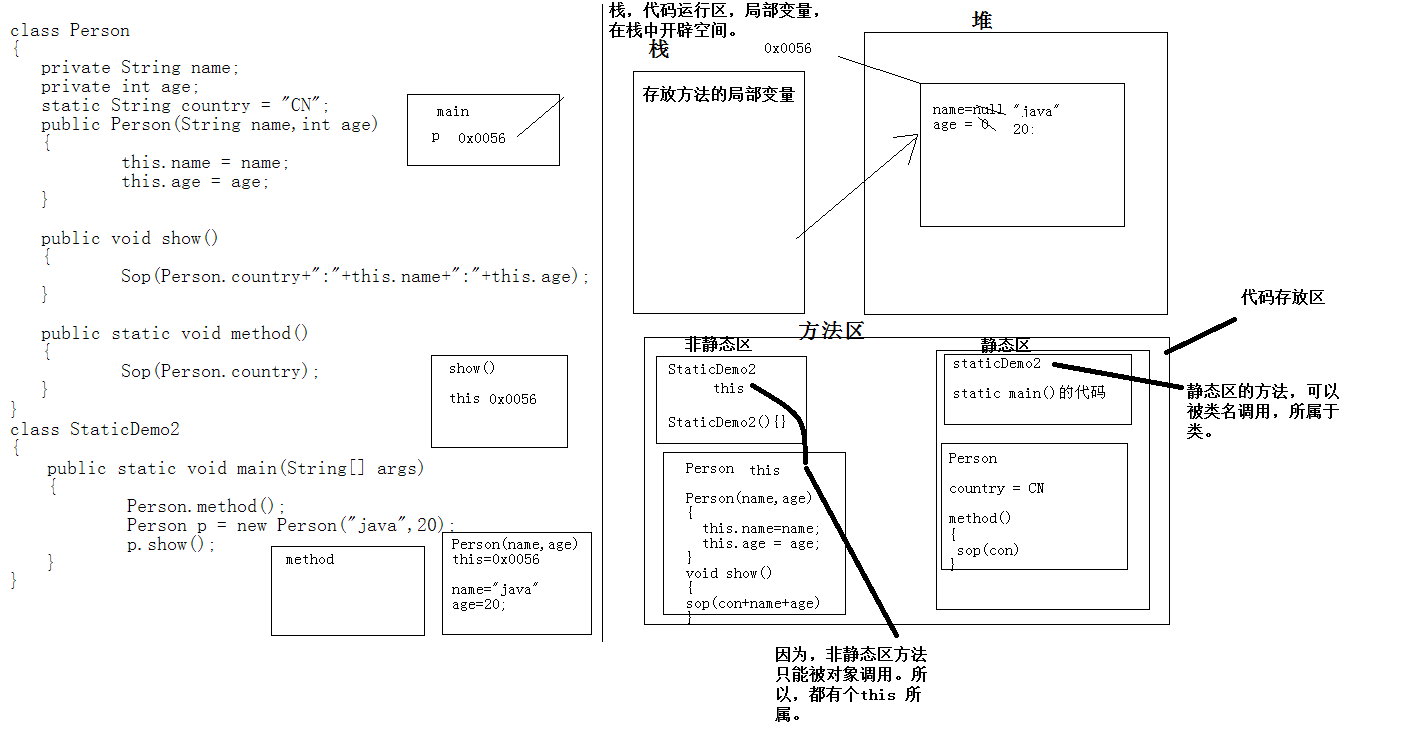 class Person
{
private String name;
private int age;
static String country = "CN";
public Person(String name,int age)
{
this.name = name;
this.age = age;
}
public void show()
{
Sop(Person.country+":"+this.name+":"+this.age);
}
public static void method()
{
Sop(Person.country);
}
}
class StaticDemo2
{
public static void main(String[] args)
{
Person.method();
Person p = new Person("java",20);
p.show();
}
}
main
p 0x0056
show()
this 0x0056
method
Person(name,age)
this=0x0056
name="java"
age=20;
栈，代码运行区，局部变量，
在栈中开辟空间。
栈
0x0056
存放方法的局部变量
堆
name=null "java"
age = 0 20:
方法区
非静态区
StaticDemo2
this
StaticDemo2(){}
Person this
Person(name,age)
{
this.name=name;
this.age = age;
}
void show()
{
sop(con+name+age)
}
静态区
staticDemo2
static main()的代码
Person
country = CN
method()
{
sop(con)
}
代码存放区
静态区的方法，可以
被类名调用，所属于
类。
因为，非静态区方法
只能被对象调用。所
以，都有个this 所
属。